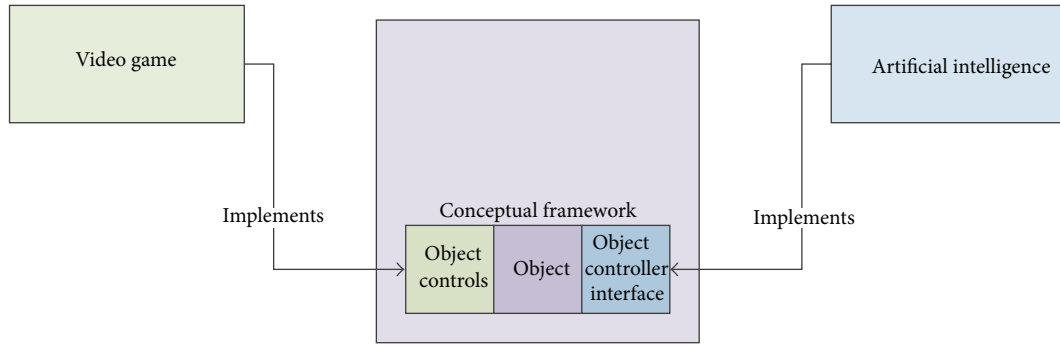 Video game
Artificial intelligence
Implements
Implements
Conceptual framework
Object
controls
Object
Object
controller
interface